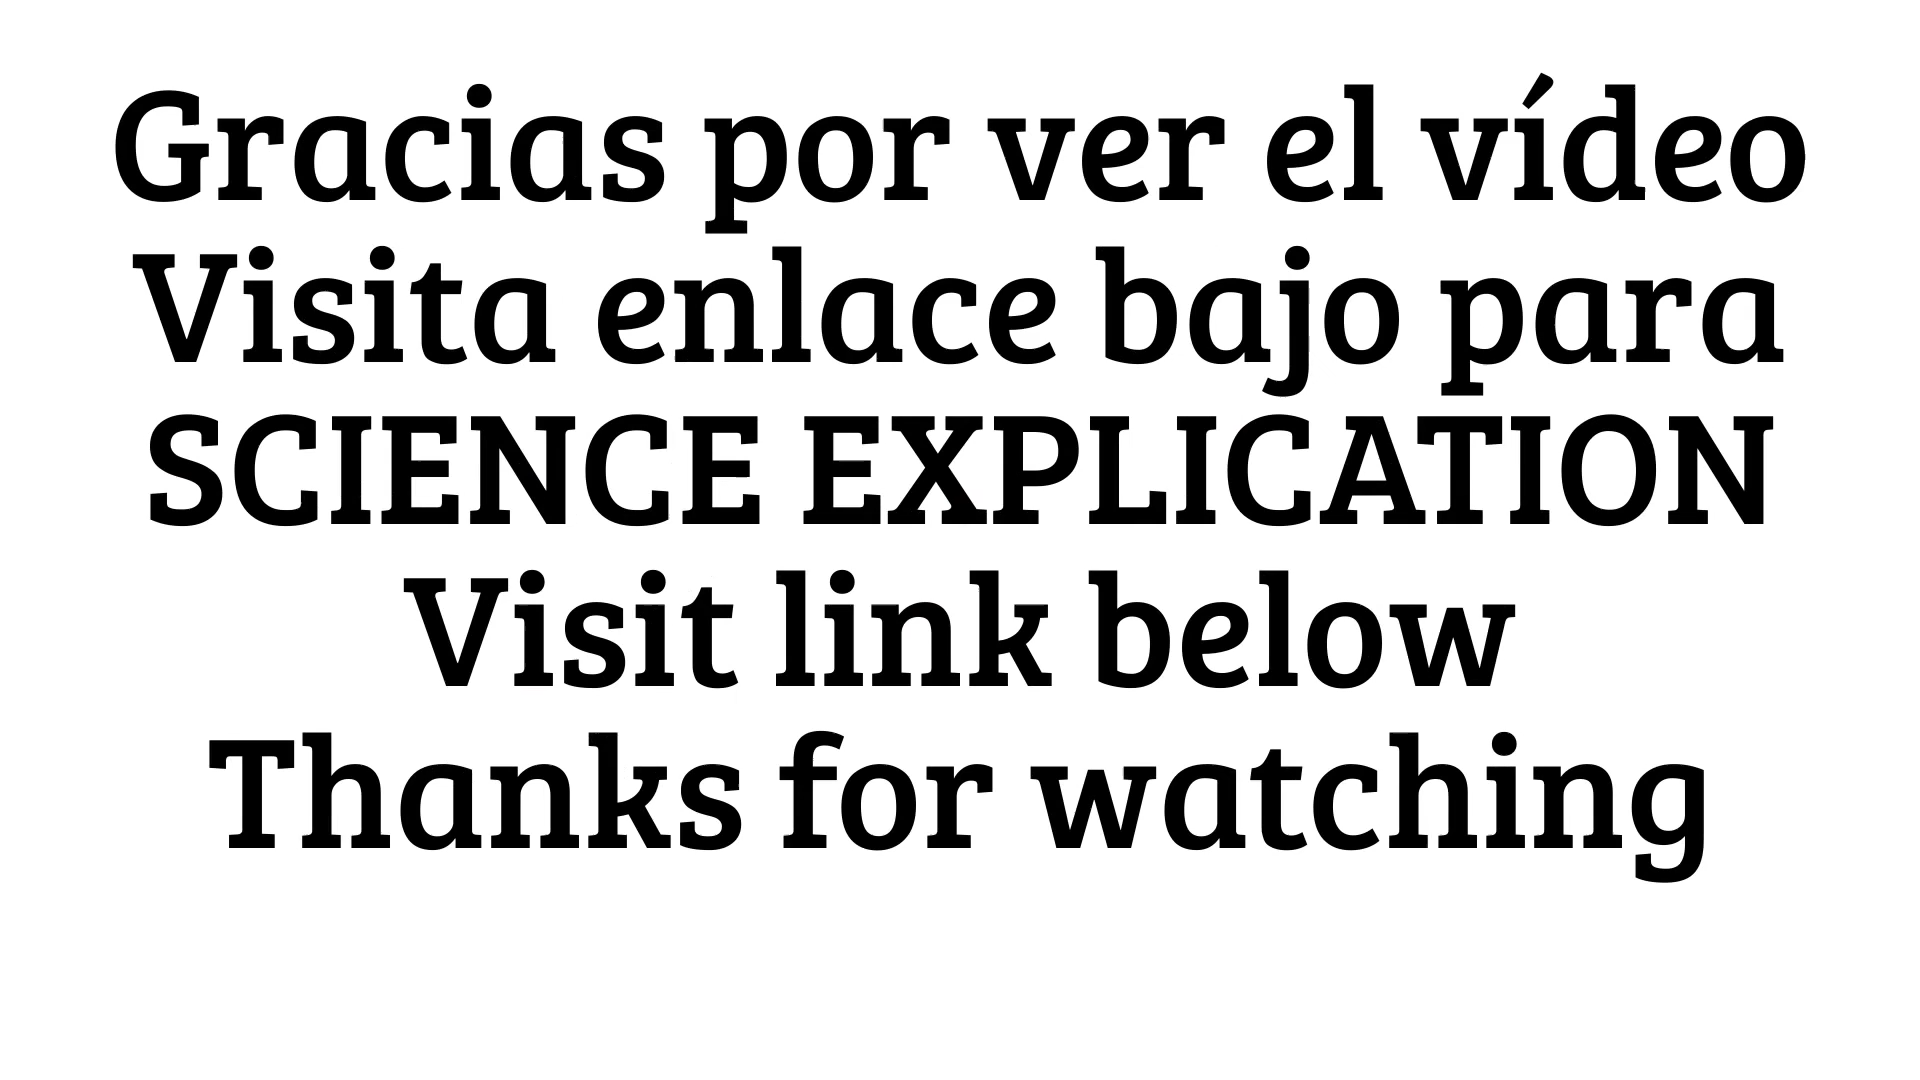 Gracias por ver el vídeo
Visita enlace bajo para
SCIENCE EXPLICATION
Visit link below
Thanks for watching